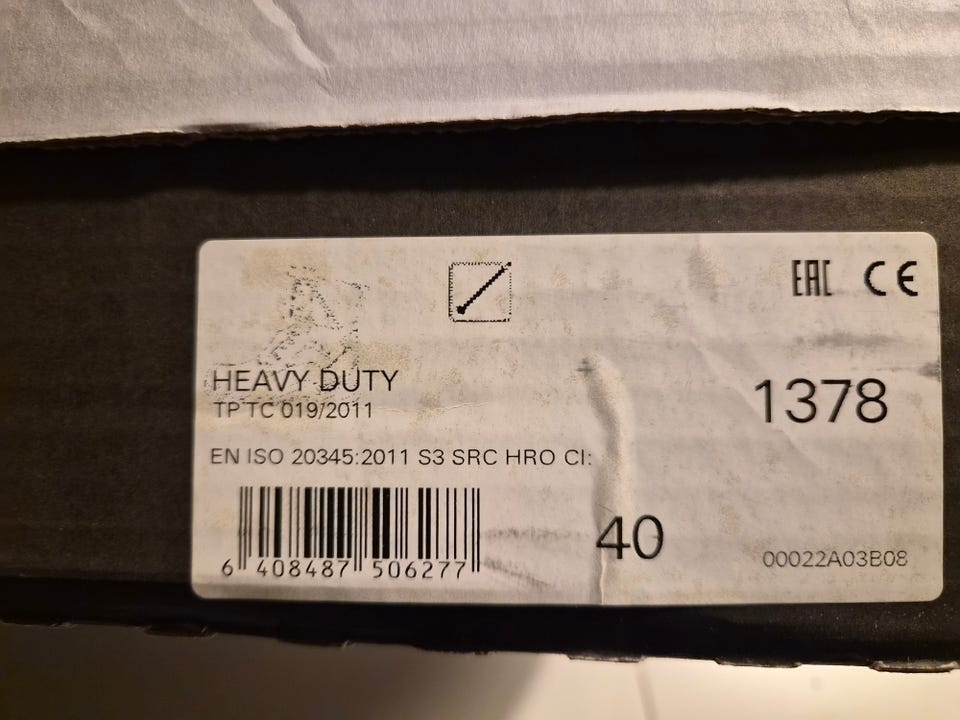 EAC CE
HEAVY DUTY
TP TC 019/2011
1378
EN ISO 20345:2011 S3 SRC HRO CI:
40
6 408487 506277
00022A03B08